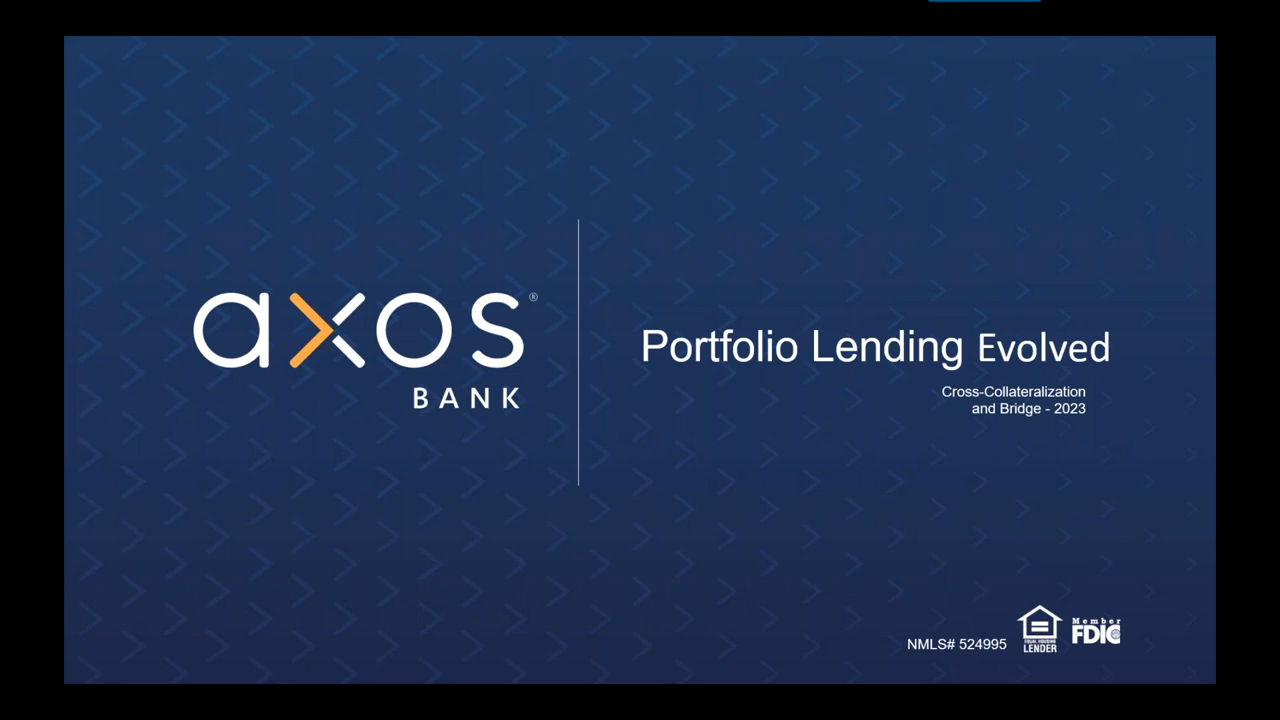 axos®
BANK
Portfolio Lending Evolved
Cross-Collateralization
and Bridge - 2023
NMLS# 524995
EQUAL HOUSING
LENDER
Member
FDIC